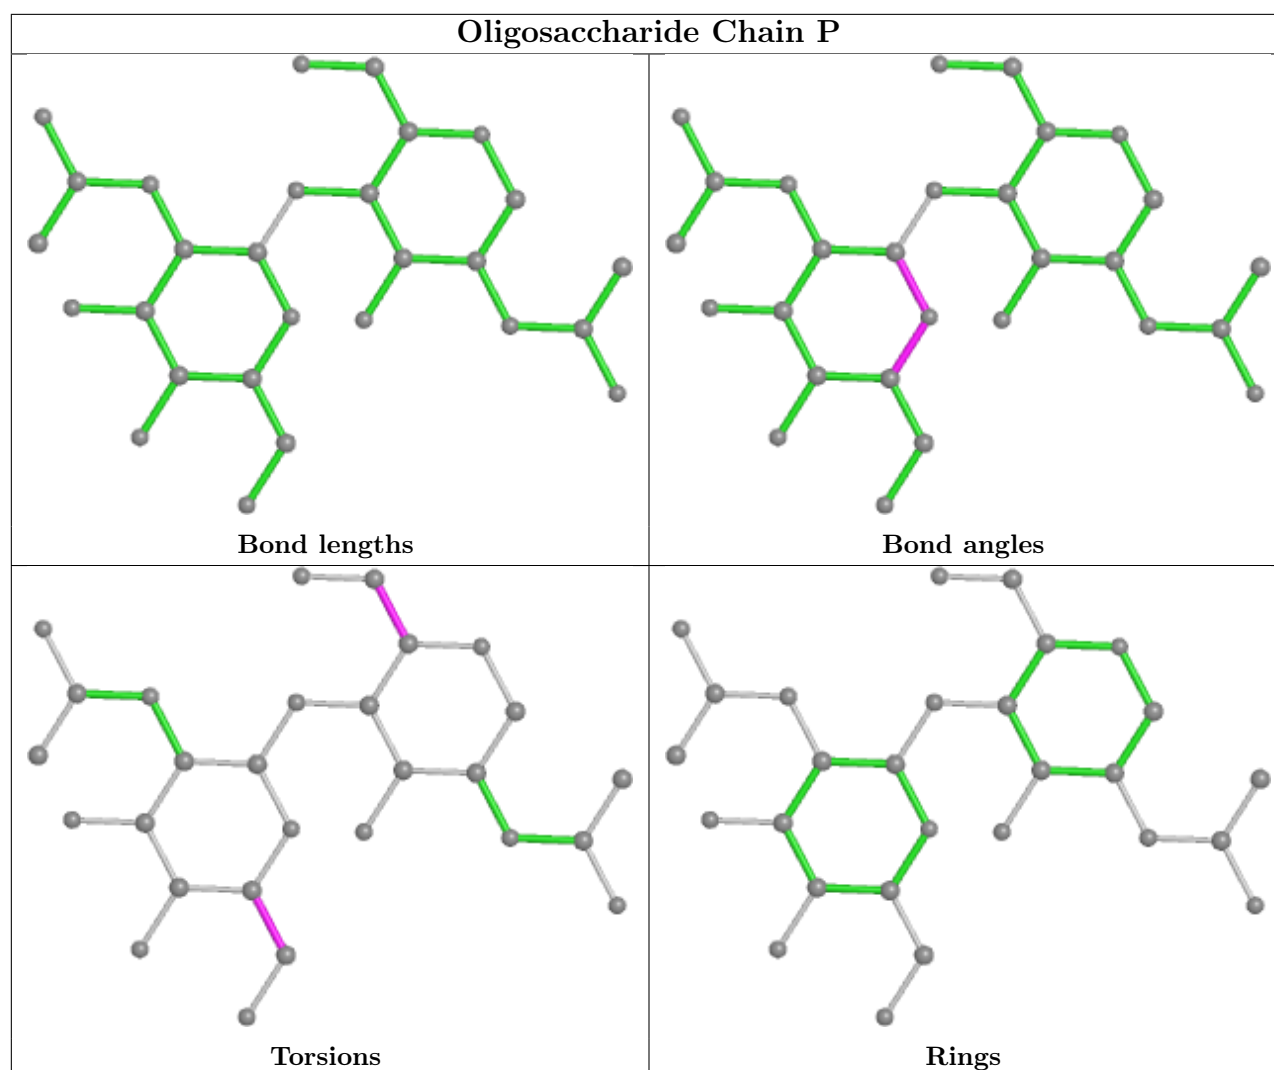 Oligosaccharide Chain P
Bond lengths
Bond angles
Torsions
Rings